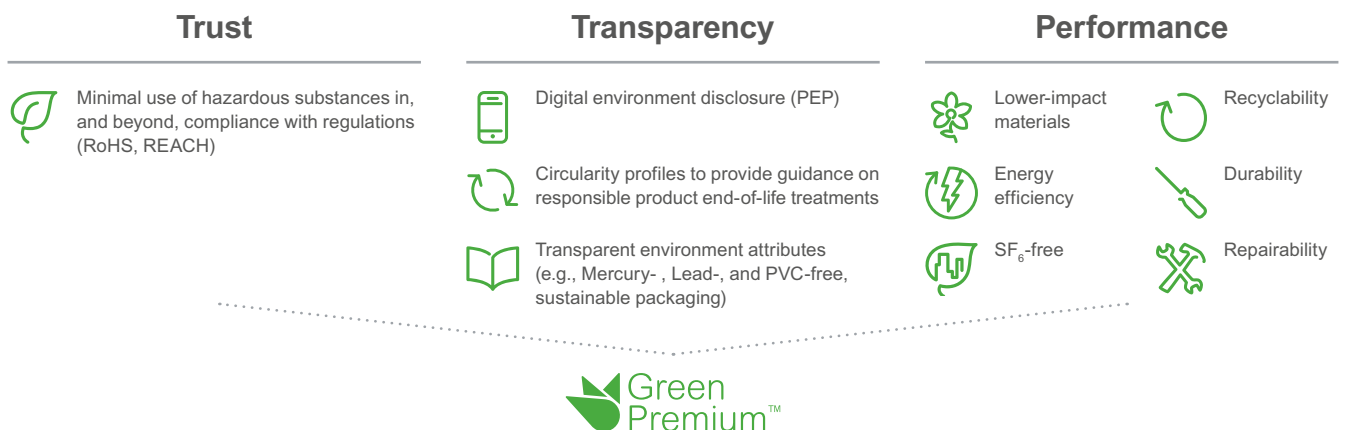 Trust
Minimal use of hazardous substances in,
and beyond, compliance with regulations
(RoHS, REACH)
Transparency
Digital environment disclosure (PEP)
Circularity profiles to provide guidance on
responsible product end-of-life treatments
Transparent environment attributes
(e.g., Mercury- , Lead-, and PVC-free,
sustainable packaging)
Performance
Lower-impact
materials
Recyclability
Energy
efficiency
Durability
SF₆-free
Repairability
Green
Premium™